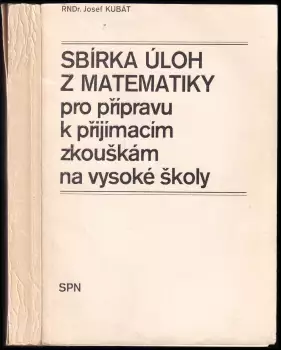 RNDr. Josef KUBÁT
SBÍRKA ÚLOH
Z MATEMATIKY
pro přípravu
k přijímacím
zkouškám
na vysoké školy
SPN